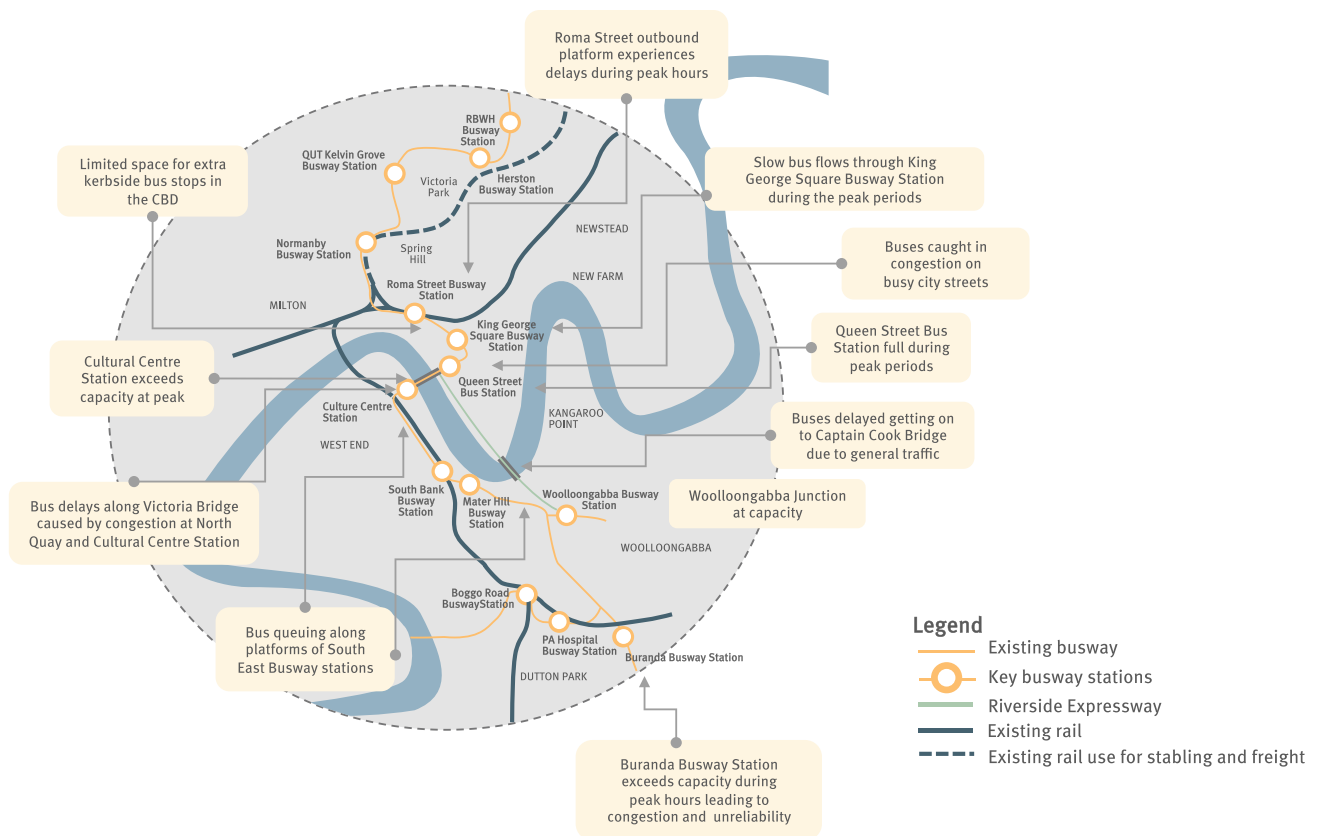 Roma Street outbound
platform experiences
delays during peak hours
Limited space for extra
kerbside bus stops in
the CBD
Slow bus flows through King
George Square Busway Station
during the peak periods
Buses caught in
congestion on
busy city streets
Queen Street Bus
Station full during
peak periods
Cultural Centre
Station exceeds
capacity at peak
Buses delayed getting on
to Captain Cook Bridge
due to general traffic
Bus delays along Victoria Bridge
caused by congestion at North
Quay and Cultural Centre Station
Woolloongabba Junction
at capacity
Bus queuing along
platforms of South
East Busway stations
Buranda Busway Station
exceeds capacity during
peak hours leading to
congestion and unreliability
RBWH
Busway
Station
QUT Kelvin Grove
Busway Station
Victoria
Park
Herston
Busway Station
Normanby
Busway Station
Spring
Hill
NEWSTEAD
NEW FARM
Roma Street Busway
Station
MILTON
King George
Square Busway
Station
Queen Street
Bus Station
Culture Centre
Station
KANGAROO
POINT
WEST END
South Bank
Busway
Station
Mater Hill
Busway
Station
Woolloongabba Busway
Station
WOOLLOONGABBA
Boggo Road
BuswayStation
PA Hospital
Busway Station
Buranda Busway Station
DUTTON PARK
Legend
Existing busway
Key busway stations
Riverside Expressway
Existing rail
Existing rail use for stabling and freight